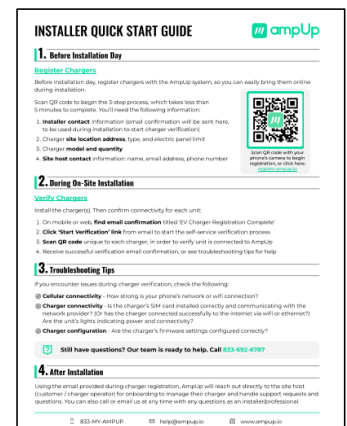 INSTALLER QUICK START GUIDE
ampUp
1. Before Installation Day
Register Chargers
Before installation day, register chargers with the AmpUp system, so you can easily bring them online
during installation.
Scan QR code to begin the 3-step process, which takes less than
5 minutes to complete. You'll need the following information:
1. Installer contact information (email confirmation will be sent here,
to be used during installation to start charger verification)
2. Charger site location address, type, and electric panel limit
3. Charger model and quantity
4. Site host contact information: name, email address, phone number
Scan QR code with your
phone's camera to begin
registration, or click here:
register.ampup.io
2. During On-Site Installation
Verify Chargers
Install the charger(s). Then confirm connectivity for each unit:
1. On mobile or web, find email confirmation titled 'EV Charger Registration Complete'
2. Click 'Start Verification' link from email to start the self-service verification process
3. Scan QR code unique to each charger, in order to verify unit is connected to AmpUp
4. Receive successful verification email confirmation, or see troubleshooting tips for help
3. Troubleshooting Tips
If you encounter issues during charger verification, check the following:
Cellular connectivity - How strong is your phone's network or wifi connection?
Charger connectivity - Is the charger's SIM card installed correctly and communicating with the
network provider? (Or has the charger connected successfully to the internet via wifi or ethernet?)
Are the unit's lights indicating power and connectivity?
Charger configuration - Are the charger's firmware settings configured correctly?
Still have questions? Our team is ready to help. Call 833-692-6787
4. After Installation
Using the email provided during charger registration, AmpUp will reach out directly to the site host
(customer / charger operator) for onboarding to manage their charger and handle support requests and
questions. You can also call or email us at any time with any questions as an installer/professional.
833-MY-AMPUP
help@ampup.io
www.ampup.io